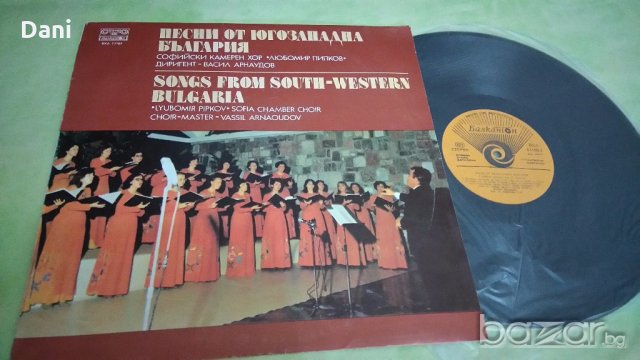 Dani
ПЕСНИ ОТ ЮГОЗАПАДНА
БЪЛГАРИЯ
СОФИЙСКИ КАМЕРЕН ХОР •ЛЮБОМИР ПИПКОВ•
ДИРИГЕНТ - ВАСИЛ АРНАУДОВ
SONGS FROM SOUTH-WESTERN
BULGARIA
•LYUBOMIR PIPKOV• SOFIA CHAMBER CHOIR
CHOIR-MASTER - VASSIL ARNAOUDOV
Балкантон
bazar.бг